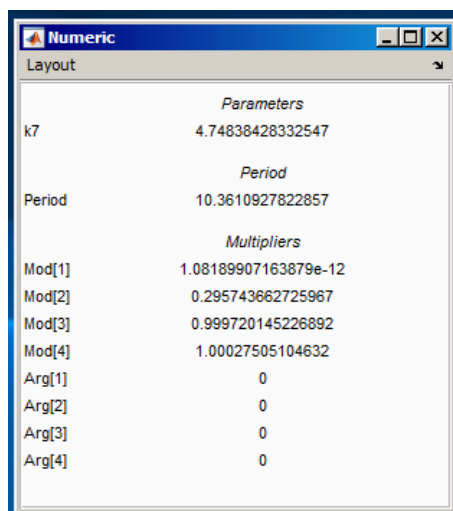 Numeric
Layout
Parameters
k7 4.74838428332547
Period
Period 10.3610927822857
Multipliers
Mod[1] 1.08189907163879e-12
Mod[2] 0.295743662725967
Mod[3] 0.999720145226892
Mod[4] 1.00027505104632
Arg[1] 0
Arg[2] 0
Arg[3] 0
Arg[4] 0